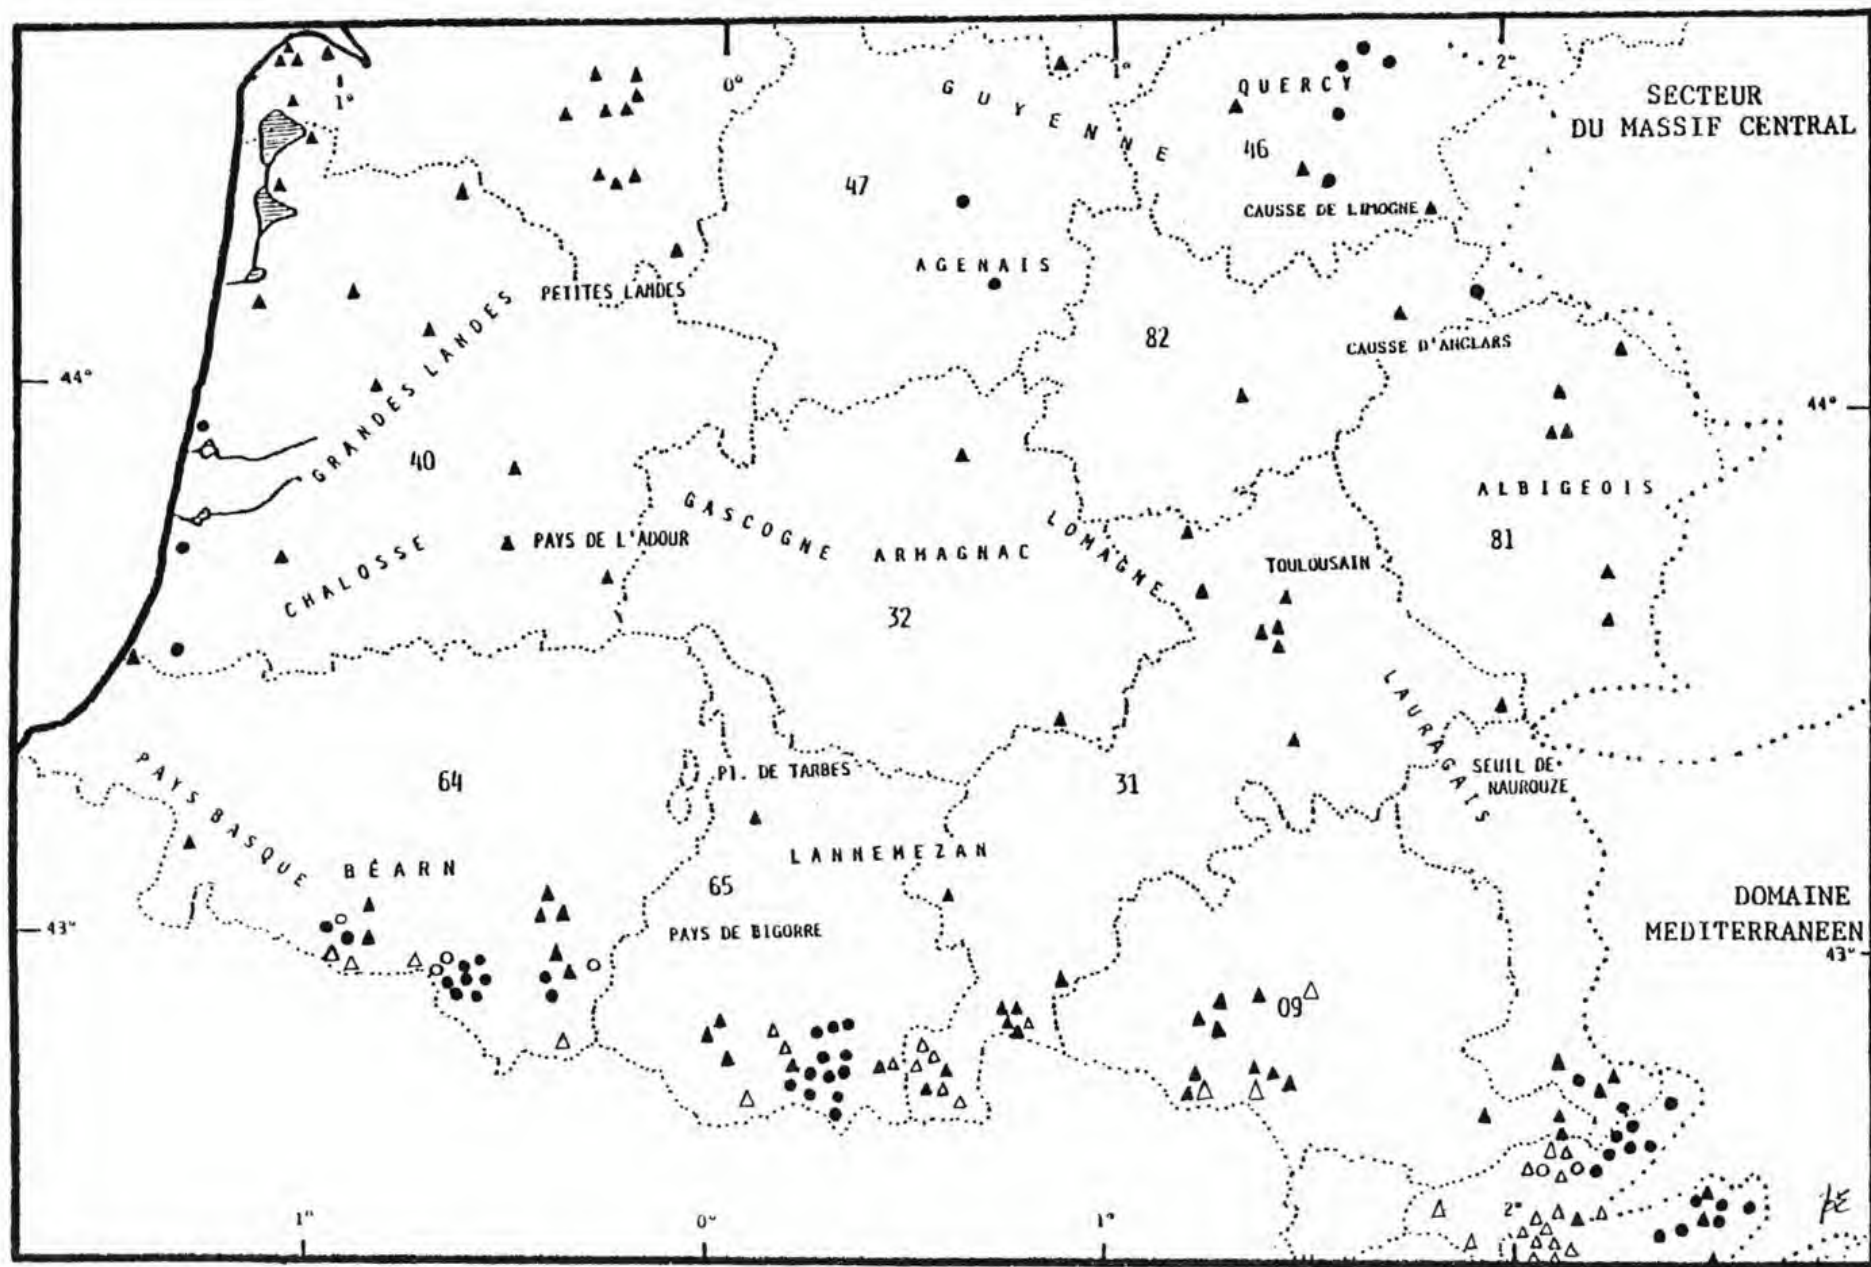 1°
0°
1°
2°
GUYENNE
QUERCY
SECTEUR
DU MASSIF CENTRAL
46
47
CAUSSE DE LIMOGNE
AGENAIS
PETITES LANDES
82
CAUSSE D'ANGLARS
44°
44°
GRANDES LANDES
40
ALBIGEOIS
GASCOGNE
LOMAGNE
PAYS DE L'ADOUR
ARMAGNAC
81
TOULOUSAIN
CHALOSSE
32
LAURAGAIS
PAYS BASQUE
64
Pl. DE TARBES
31
SEUIL DE
NAUROUZE
BÉARN
LANNEMEZAN
65
DOMAINE
MEDITERRANEEN
43°
PAYS DE BIGORRE
43°
09
1°
0°
1°
2°